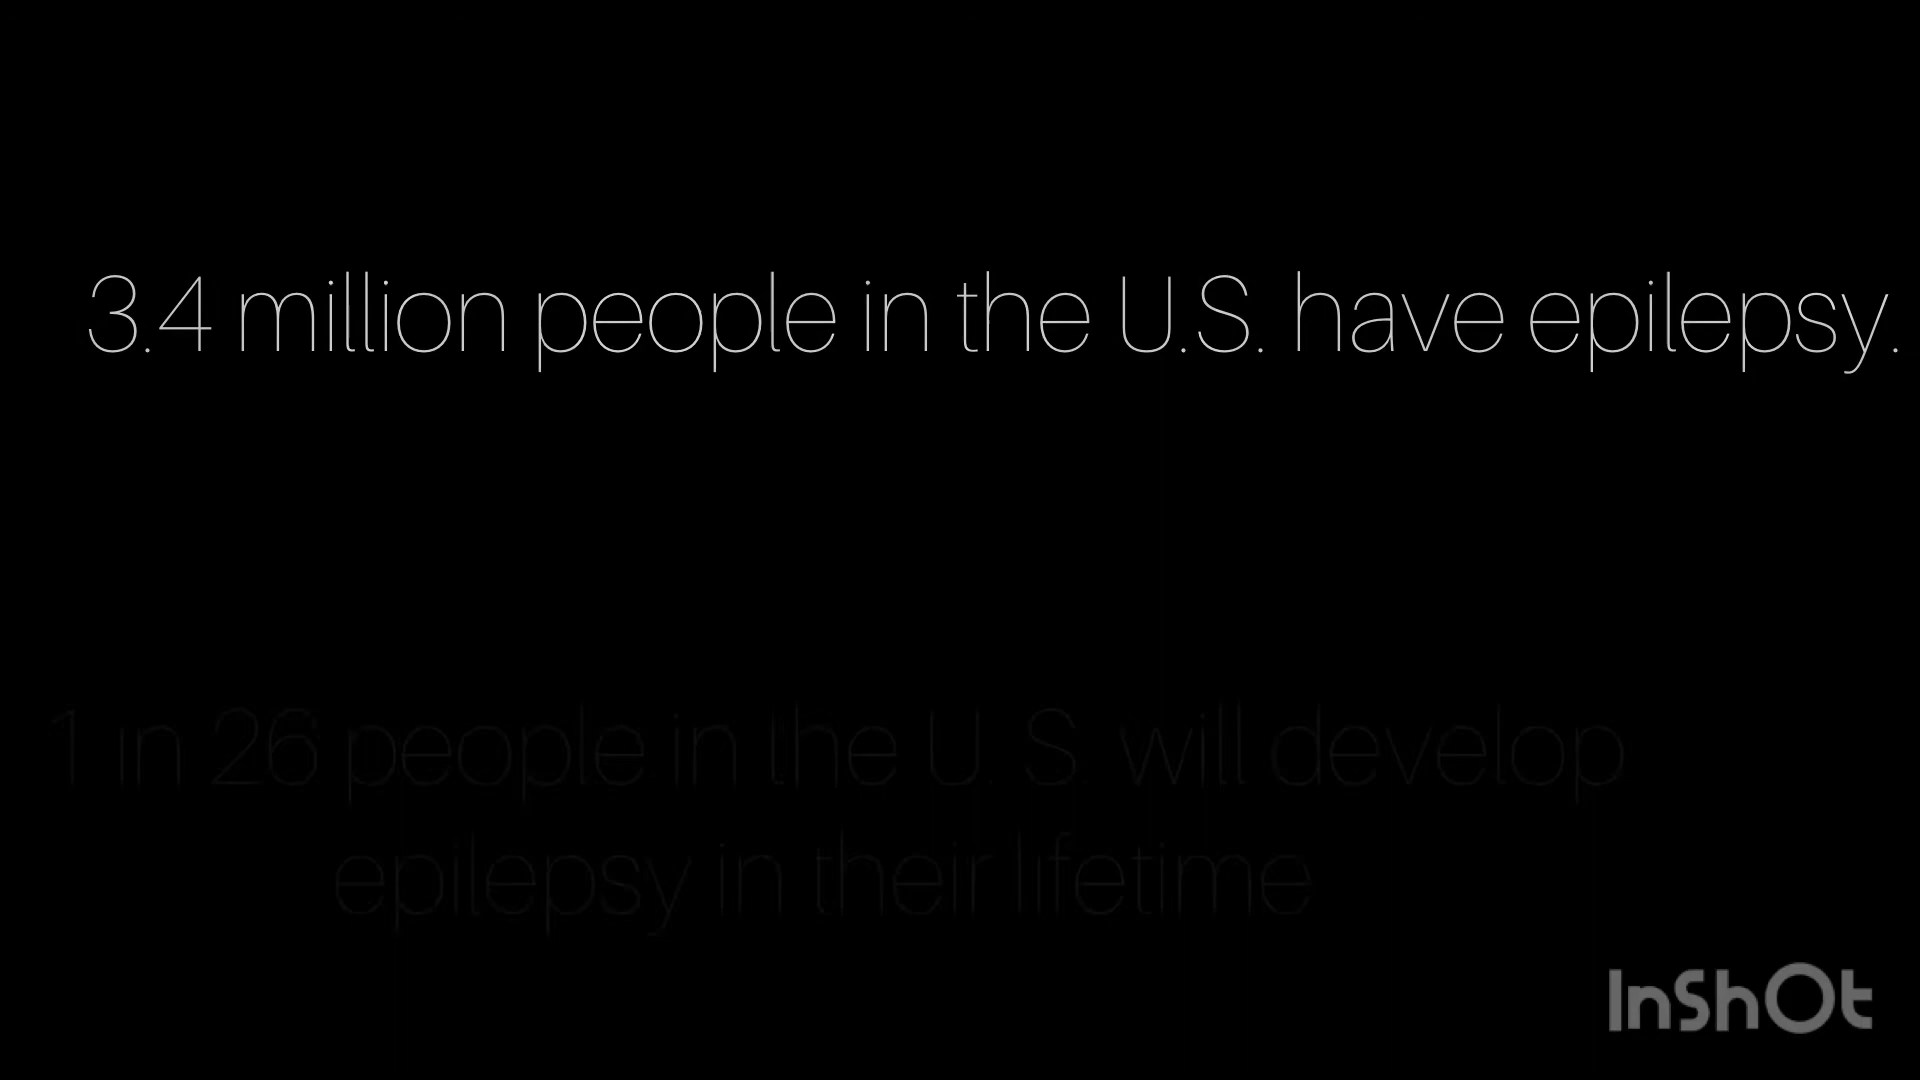 3.4 million people in the U.S. have epilepsy.
1 in 26 people in the U.S. will develop
epilepsy in their lifetime
InShOt